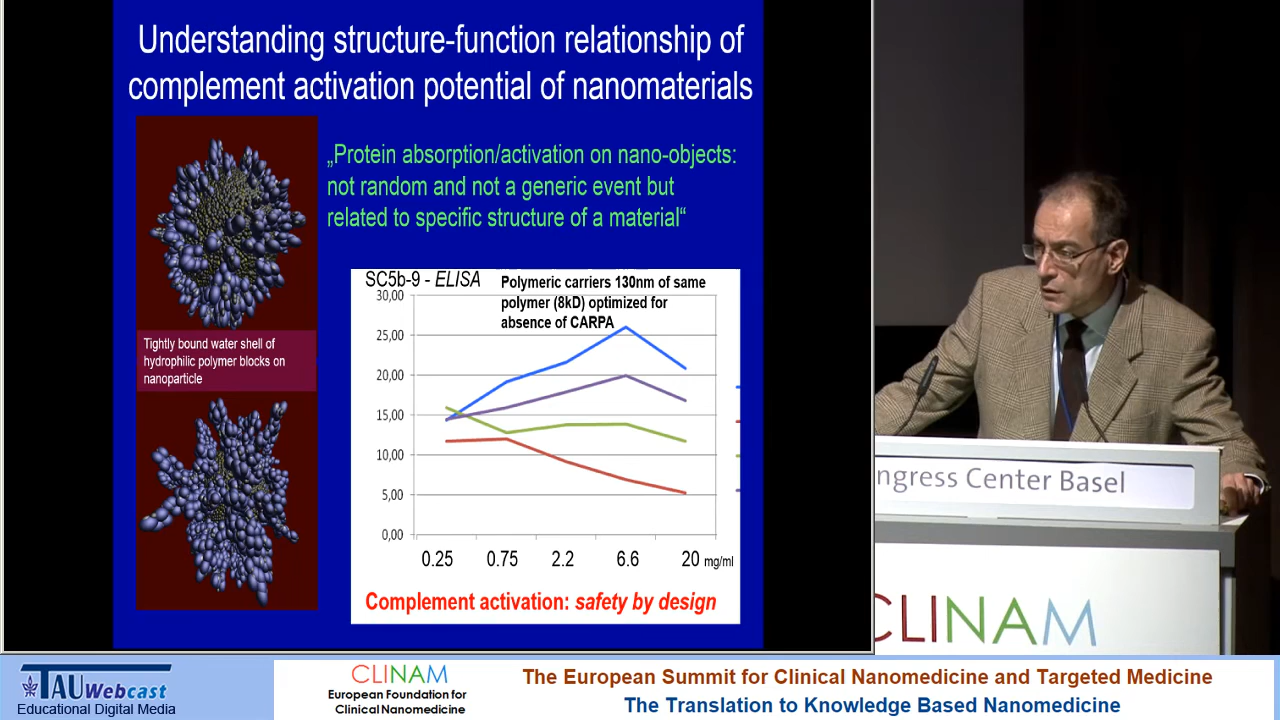 Understanding structure-function relationship of
complement activation potential of nanomaterials
„Protein absorption/activation on nano-objects:
not random and not a generic event but
related to specific structure of a material“
Tightly bound water shell of
hydrophilic polymer blocks on
nanoparticle
SC5b-9 - ELISA
Polymeric carriers 130nm of same
polymer (8kD) optimized for
absence of CARPA
30,00
25,00
20,00
15,00
10,00
5,00
0,00
0.25 0.75 2.2 6.6 20 mg/ml
Complement activation: safety by design
ngress Center Basel
CLINAM
TAU Webcast
Educational Digital Media
CLINAM
European Foundation for
Clinical Nanomedicine
The European Summit for Clinical Nanomedicine and Targeted Medicine
The Translation to Knowledge Based Nanomedicine